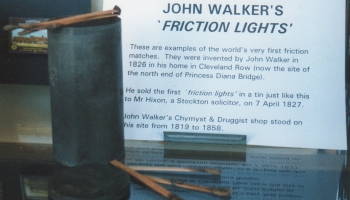 JOHN WALKER'S
`FRICTION LIGHTS'
These are examples of the world's very first friction
matches. They were invented by John Walker in
1826 in his home in Cleveland Row (now the site of
the north end of Princess Diana Bridge).
He sold the first `friction lights' in a tin just like this
to Mr Hixon, a Stockton solicitor, on 7 April 1827.
John Walker's Chymyst & Druggist shop stood on
his site from 1819 to 1858.